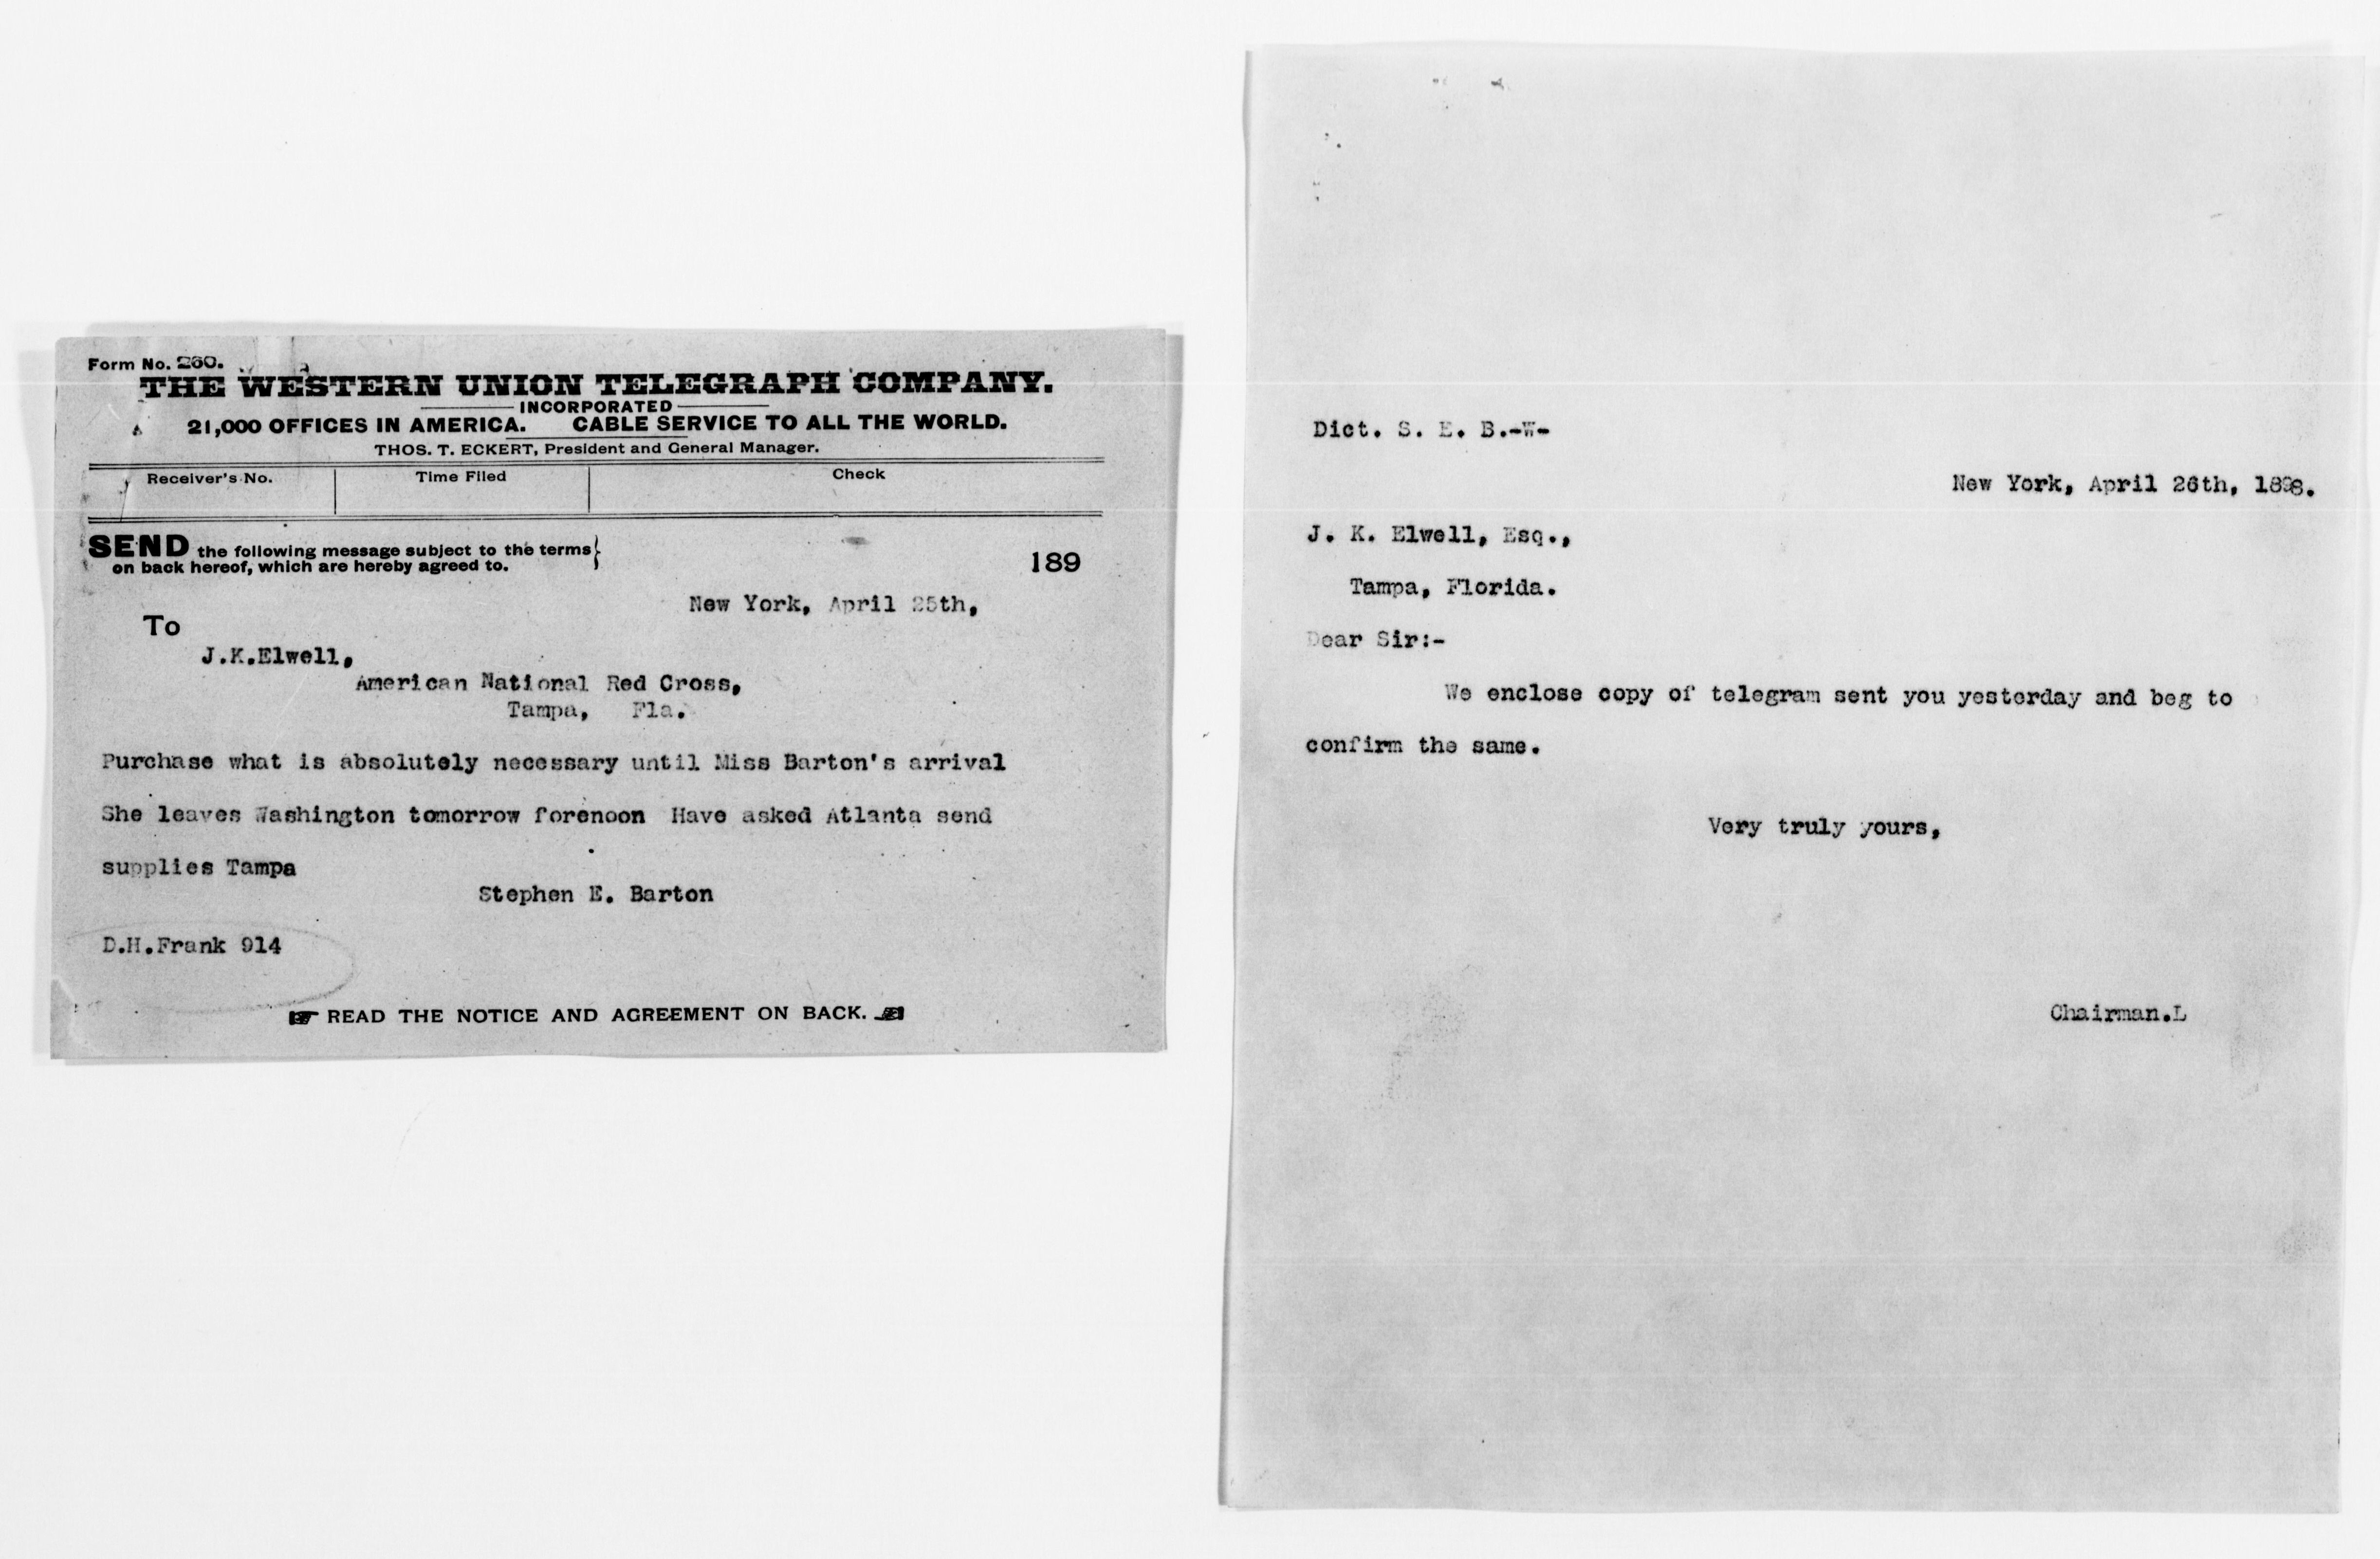 Form No. 260.
THE WESTERN UNION TELEGRAPH COMPANY.
INCORPORATED
21,000 OFFICES IN AMERICA. CABLE SERVICE TO ALL THE WORLD.
THOS. T. ECKERT, President and General Manager.
Receiver's No. Time Filed Check
SEND the following message subject to the terms
on back hereof, which are hereby agreed to.
189
New York, April 25th,
To
J.K.Elwell,
American National Red Cross,
Tampa, Fla.
Purchase what is absolutely necessary until Miss Barton's arrival
She leaves Washington tomorrow forenoon Have asked Atlanta send
supplies Tampa
Stephen E. Barton
D.H.Frank 914
READ THE NOTICE AND AGREEMENT ON BACK.
Dict. S. E. B.-W-
New York, April 26th, 1898.
J. K. Elwell, Esq.,
Tampa, Florida.
Dear Sir:-
We enclose copy of telegram sent you yesterday and beg to
confirm the same.
Very truly yours,
Chairman.L